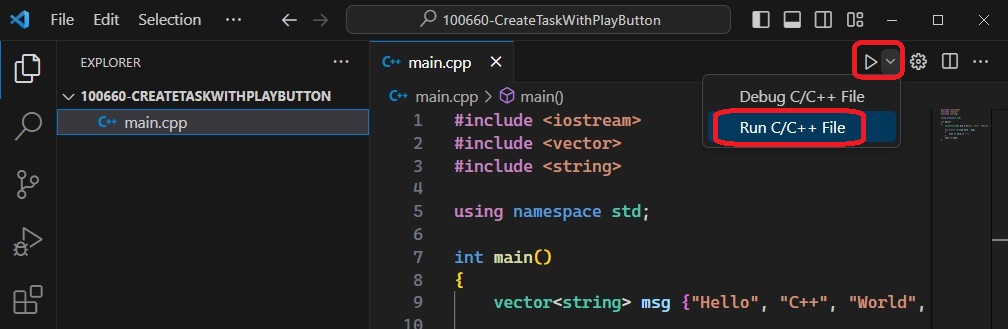 File Edit Selection ··· 100660-CreateTaskWithPlayButton
EXPLORER ···
100660-CREATETASKWITHPLAYBUTTON
C++ main.cpp
C++ main.cpp
C++ main.cpp > main()
Debug C/C++ File
Run C/C++ File
1 #include <iostream>
2 #include <vector>
3 #include <string>
4
5 using namespace std;
6
7 int main()
8 {
9 vector<string> msg {"Hello", "C++", "World",
10